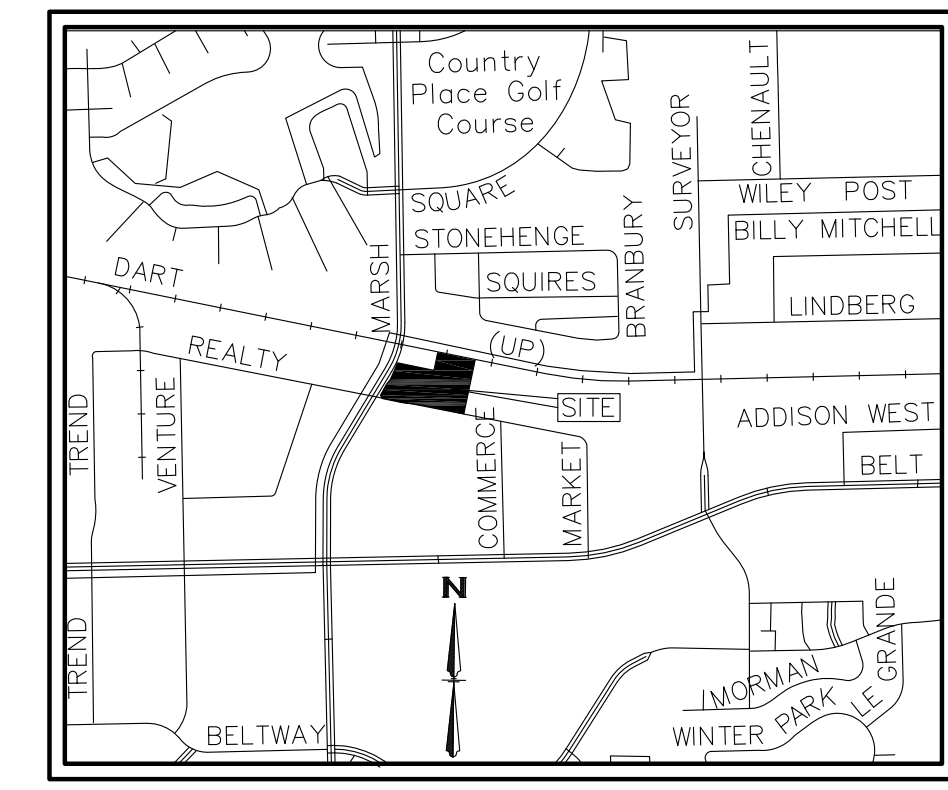 Country
Place Golf
Course
SURVEYOR
CHENAULT
SQUARE
WILEY POST
BILLY MITCHELL
STONEHENGE
BRANBURY
MARSH
SQUIRES
DART
LINDBERG
(UP)
REALTY
SITE
TREND
VENTURE
COMMERCE
MARKET
ADDISON WEST
BELT
N
TREND
GRANDE
LE
MORMAN
WINTER PARK
BELTWAY